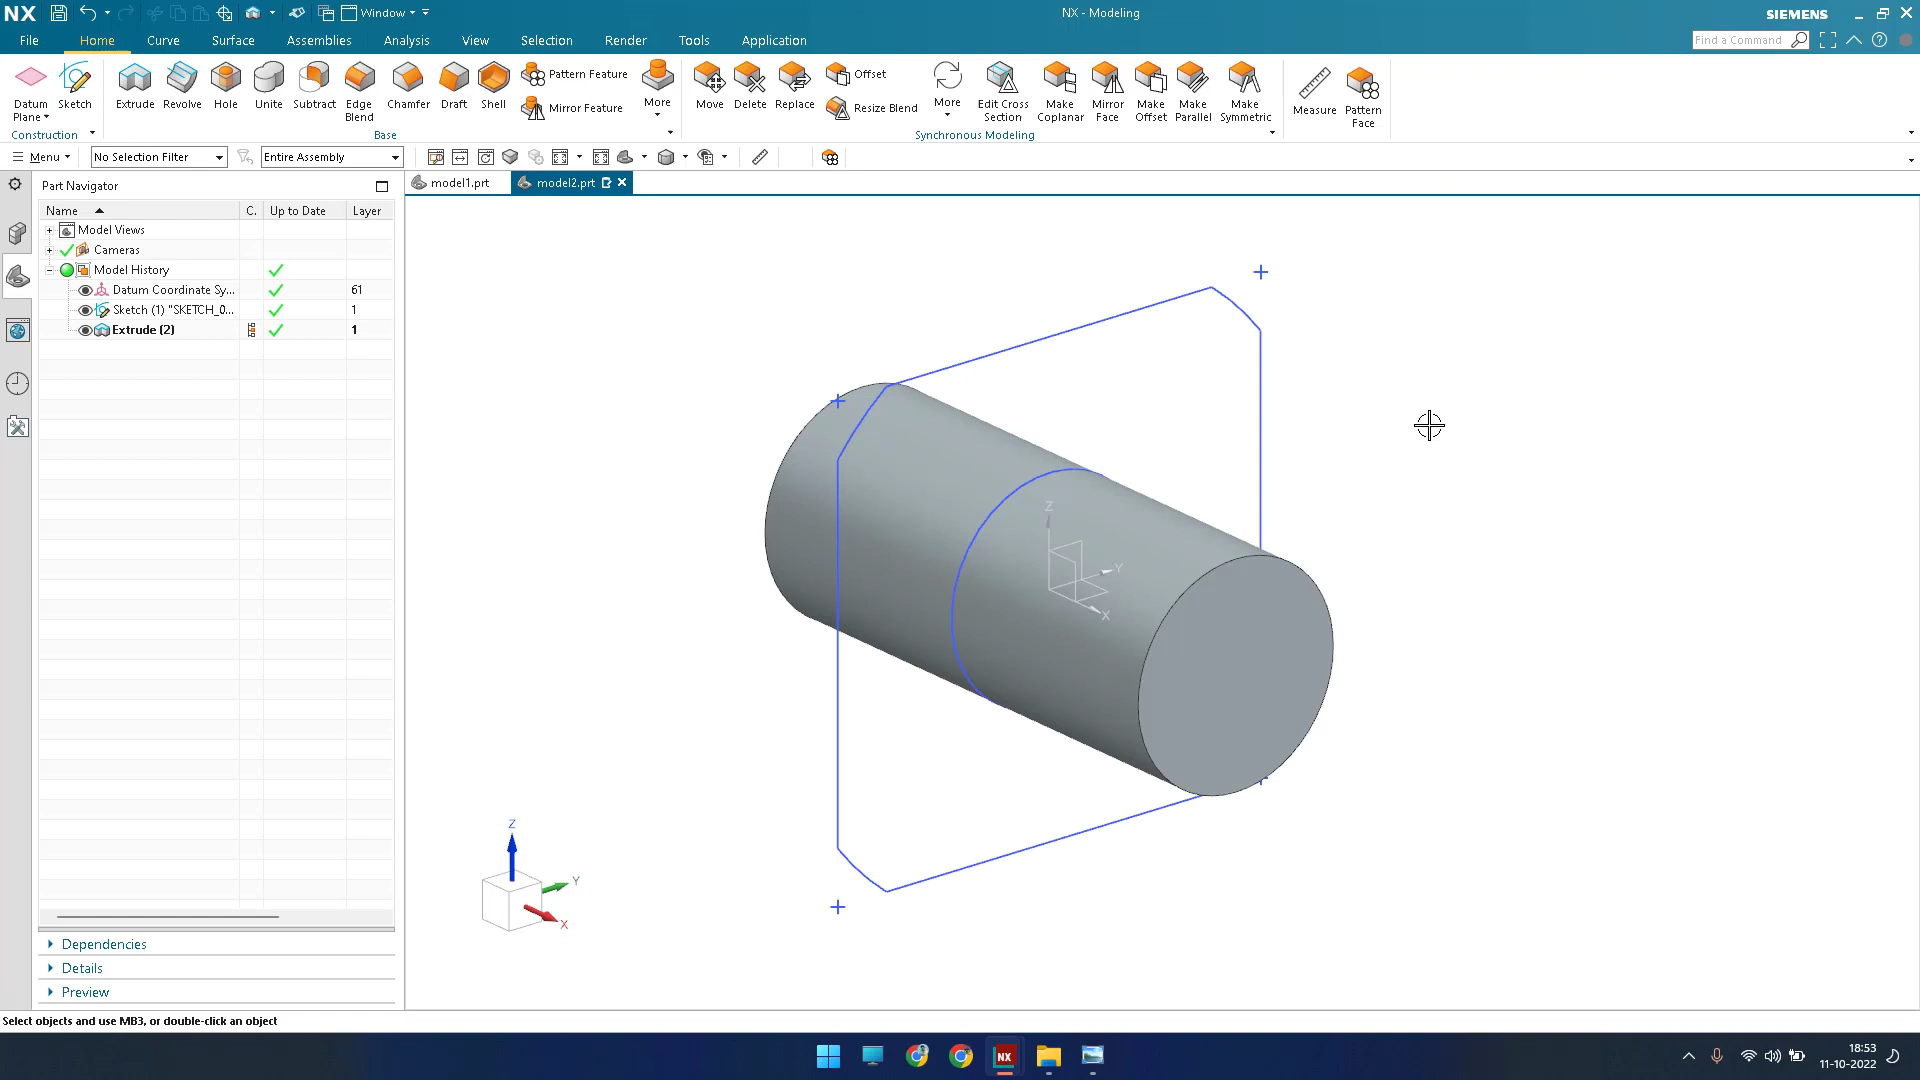 NX
Window
NX - Modeling
SIEMENS
File Home Curve Surface Assemblies Analysis View Selection Render Tools Application
Find a Command
Datum Plane
Sketch
Extrude
Revolve
Hole
Unite
Subtract
Edge Blend
Chamfer
Draft
Shell
Pattern Feature
Mirror Feature
More
Move
Delete
Replace
Offset
Resize Blend
More
Edit Cross Section
Make Coplanar
Mirror Face
Make Offset
Make Parallel
Make Symmetric
Measure
Pattern Face
Construction
Base
Synchronous Modeling
Menu
No Selection Filter
Entire Assembly
Part Navigator
model1.prt
model2.prt
Name C. Up to Date Layer
Model Views
Cameras
Model History
Datum Coordinate Sy... 61
Sketch (1) "SKETCH_0... 1
Extrude (2) 1
Z
Y
X
Z
Y
X
Dependencies
Details
Preview
Select objects and use MB3, or double-click an object
NX
18:53
11-10-2022